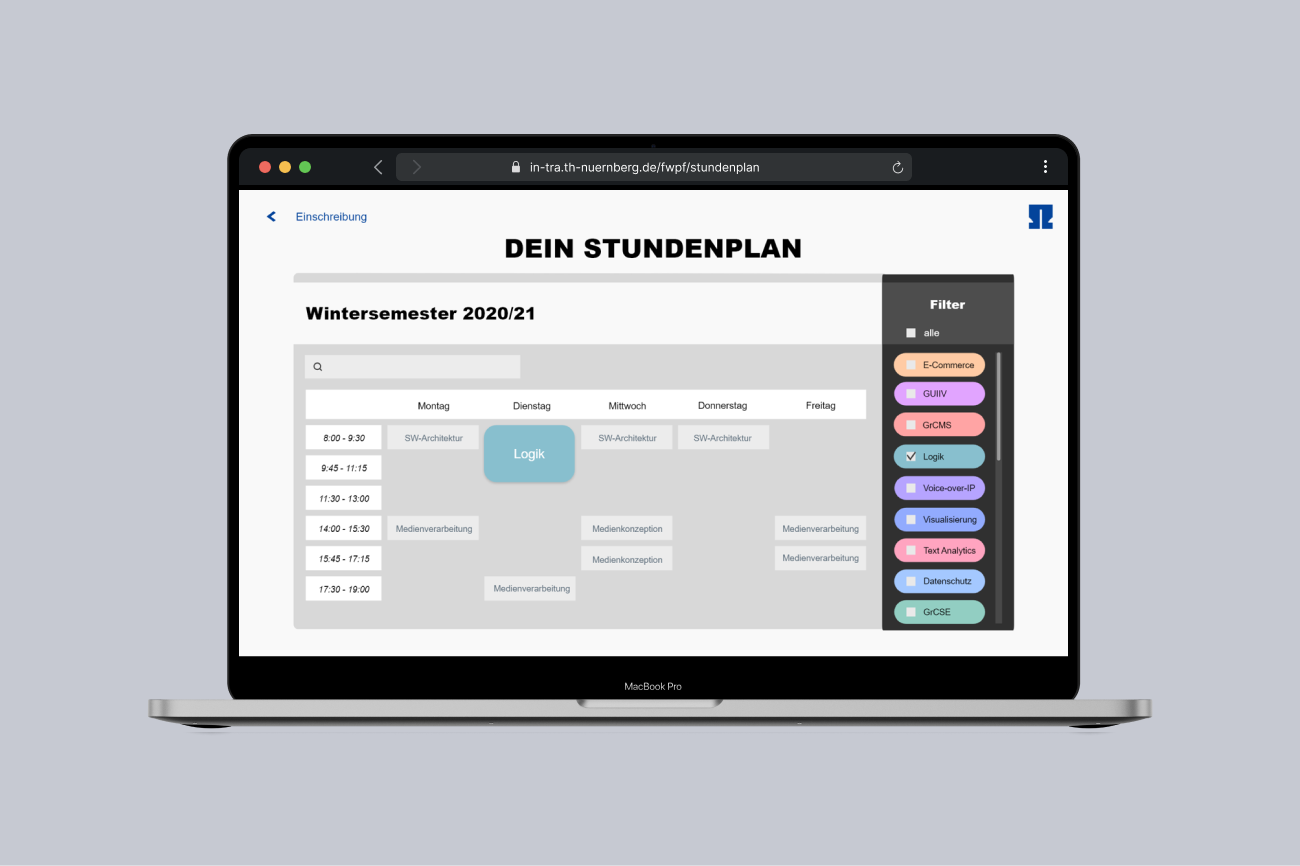 in-tra.th-nuernberg.de/fwpf/stundenplan
Einschreibung
DEIN STUNDENPLAN
Wintersemester 2020/21
Filter
alle
Montag Dienstag Mittwoch Donnerstag Freitag
8:00 - 9:30 SW-Architektur Logik SW-Architektur SW-Architektur
9:45 - 11:15
11:30 - 13:00
14:00 - 15:30 Medienverarbeitung Medienkonzeption Medienverarbeitung
15:45 - 17:15 Medienkonzeption Medienverarbeitung
17:30 - 19:00 Medienverarbeitung
E-Commerce
GUIIV
GrCMS
Logik
Voice-over-IP
Visualisierung
Text Analytics
Datenschutz
GrCSE
MacBook Pro